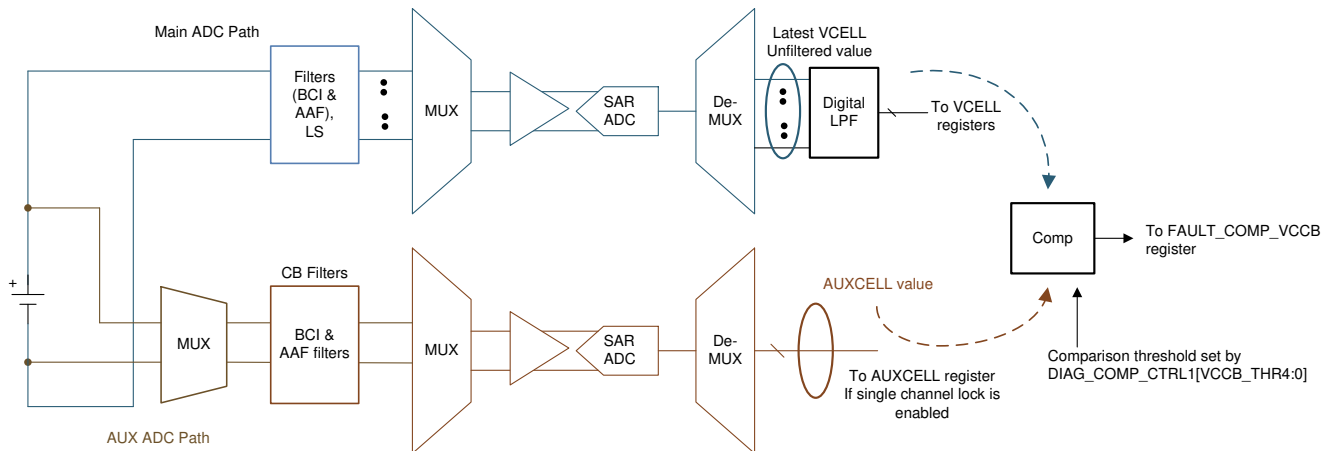 Main ADC Path
Filters
(BCI &
AAF),
LS
MUX
SAR
ADC
De-
MUX
Latest VCELL
Unfiltered value
Digital
LPF
To VCELL
registers
Comp
To FAULT_COMP_VCCB
register
Comparison threshold set by
DIAG_COMP_CTRL1[VCCB_THR4:0]
+
AUX ADC Path
MUX
CB Filters
BCI &
AAF filters
MUX
SAR
ADC
De-
MUX
AUXCELL value
To AUXCELL register
If single channel lock is
enabled